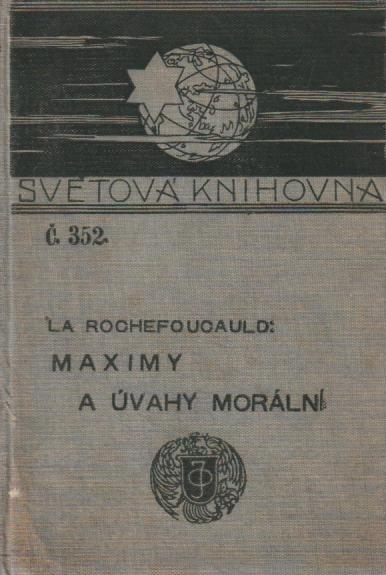 SVĚTOVÁ KNIHOVNA
Č. 352.
LA ROCHEFOUCAULD:
MAXIMY
A ÚVAHY MORÁLNÍ